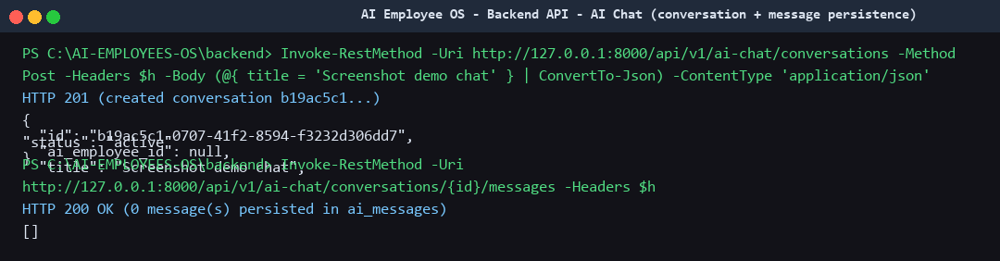 AI Employee OS - Backend API - AI Chat (conversation + message persistence)
PS C:\AI-EMPLOYEES-OS\backend> Invoke-RestMethod -Uri http://127.0.0.1:8000/api/v1/ai-chat/conversations -Method
Post -Headers $h -Body (@{ title = 'Screenshot demo chat' } | ConvertTo-Json) -ContentType 'application/json'
HTTP 201 (created conversation b19ac5c1...)
{
"id": "b19ac5c1-0707-41f2-8594-f3232d306dd7",
"status": "active"
"ai_employee_id": null,
}
PS C:\AI-EMPLOYEES-OS\backend> Invoke-RestMethod -Uri
"title": "Screenshot demo chat",
http://127.0.0.1:8000/api/v1/ai-chat/conversations/{id}/messages -Headers $h
HTTP 200 OK (0 message(s) persisted in ai_messages)
[]